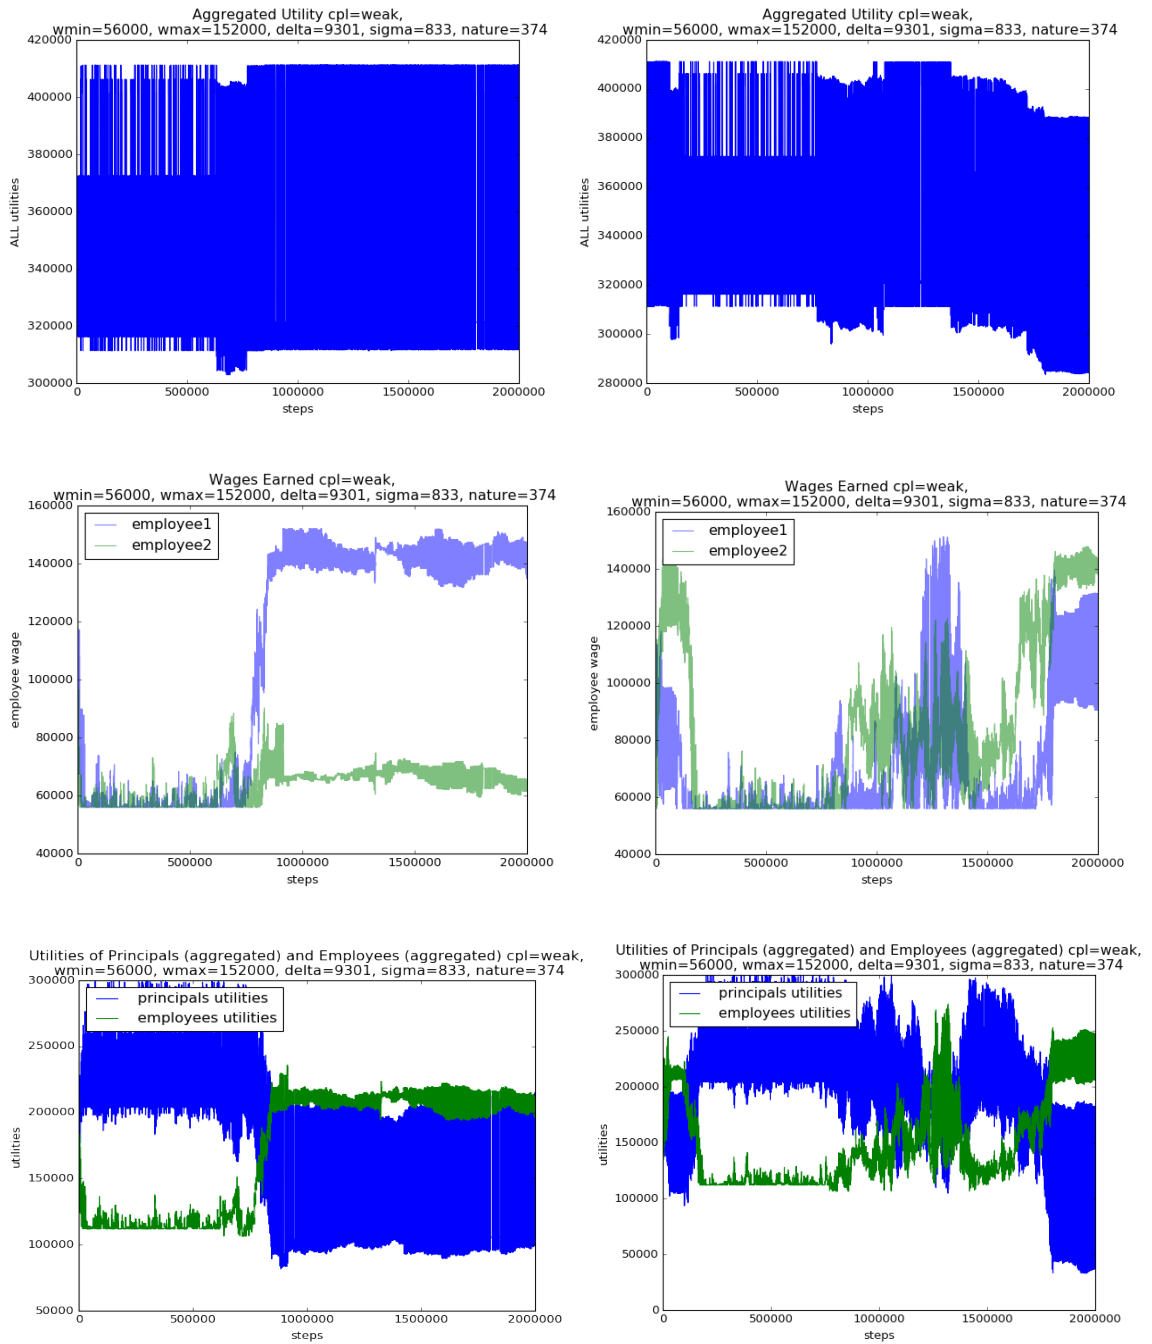 Aggregated Utility cpl=weak,
wmin=56000, wmax=152000, delta=9301, sigma=833, nature=374
420000
400000
380000
360000
340000
320000
300000
ALL utilities
0
500000
1000000
1500000
2000000
steps
Aggregated Utility cpl=weak,
wmin=56000, wmax=152000, delta=9301, sigma=833, nature=374
420000
400000
380000
360000
340000
320000
300000
280000
ALL utilities
0
500000
1000000
1500000
2000000
steps
Wages Earned cpl=weak,
wmin=56000, wmax=152000, delta=9301, sigma=833, nature=374
160000
140000
120000
100000
80000
60000
40000
employee wage
employee1
employee2
0
500000
1000000
1500000
2000000
steps
Wages Earned cpl=weak,
wmin=56000, wmax=152000, delta=9301, sigma=833, nature=374
160000
140000
120000
100000
80000
60000
40000
employee wage
employee1
employee2
0
500000
1000000
1500000
2000000
steps
Utilities of Principals (aggregated) and Employees (aggregated) cpl=weak,
wmin=56000, wmax=152000, delta=9301, sigma=833, nature=374
300000
250000
200000
150000
100000
50000
utilities
principals utilities
employees utilities
0
500000
1000000
1500000
2000000
steps
Utilities of Principals (aggregated) and Employees (aggregated) cpl=weak,
wmin=56000, wmax=152000, delta=9301, sigma=833, nature=374
300000
250000
200000
150000
100000
50000
0
utilities
principals utilities
employees utilities
0
500000
1000000
1500000
2000000
steps